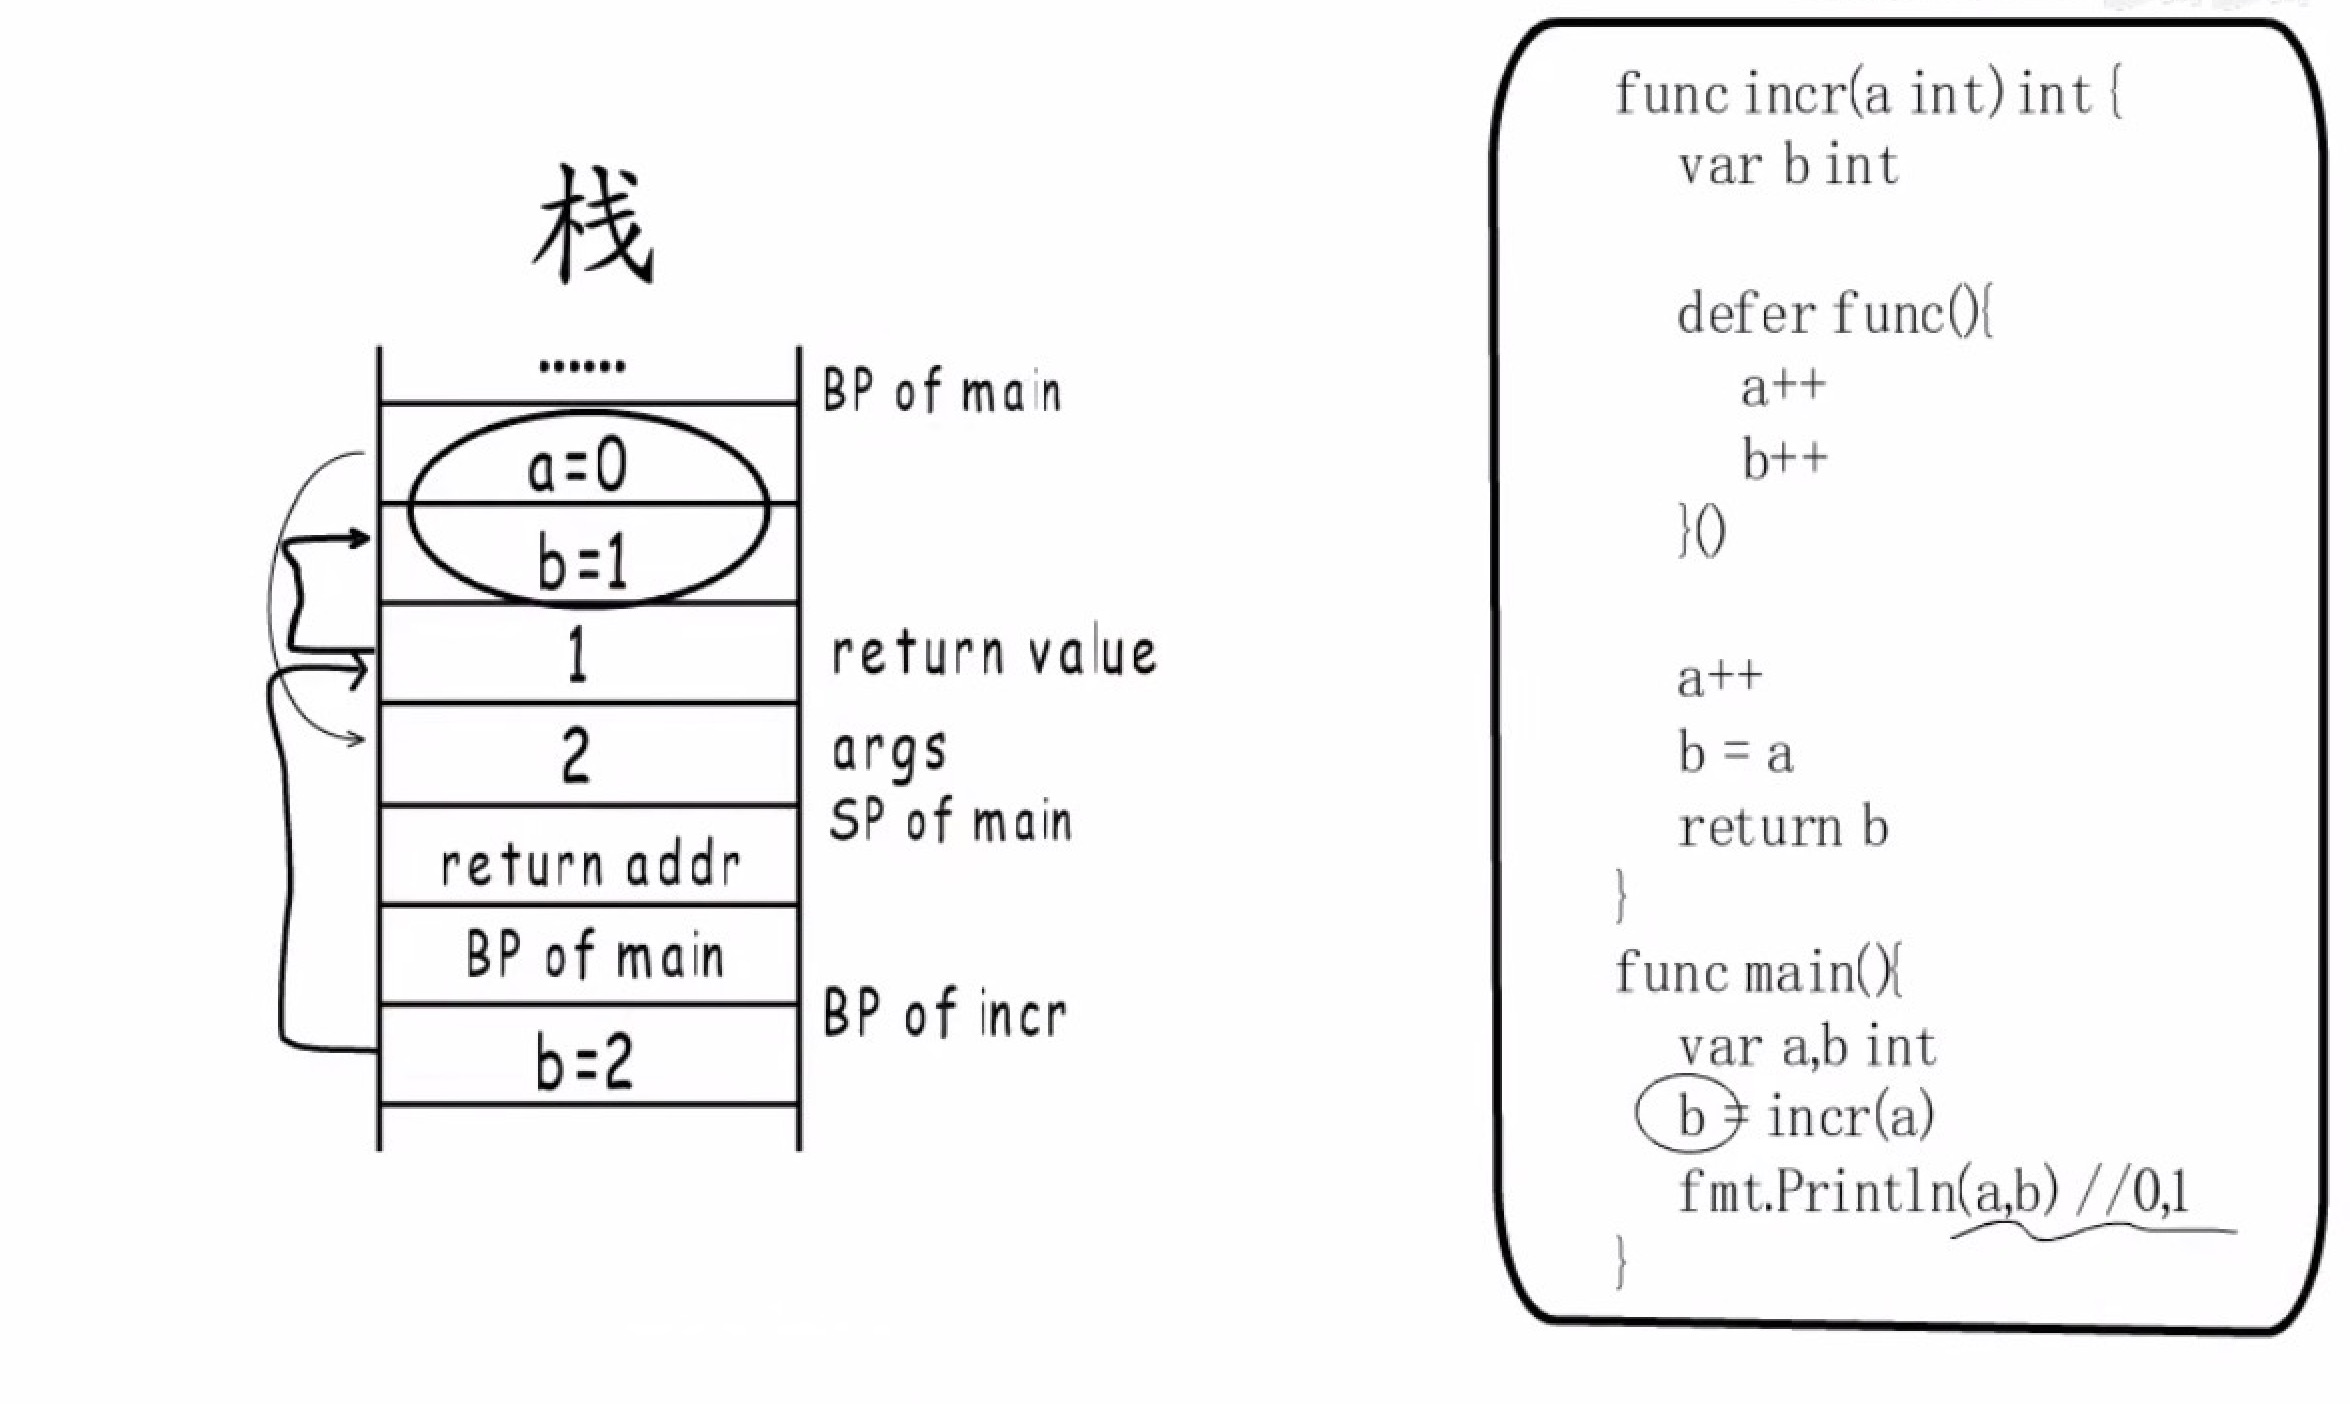 栈
......
BP of main
a=0
b=1
1
return value
2
args
SP of main
return addr
BP of main
BP of incr
b=2
func incr(a int) int {
var b int
defer func(){
a++
b++
}()
a++
b = a
return b
}
func main(){
var a,b int
b = incr(a)
fmt.Println(a,b) //0,1
}